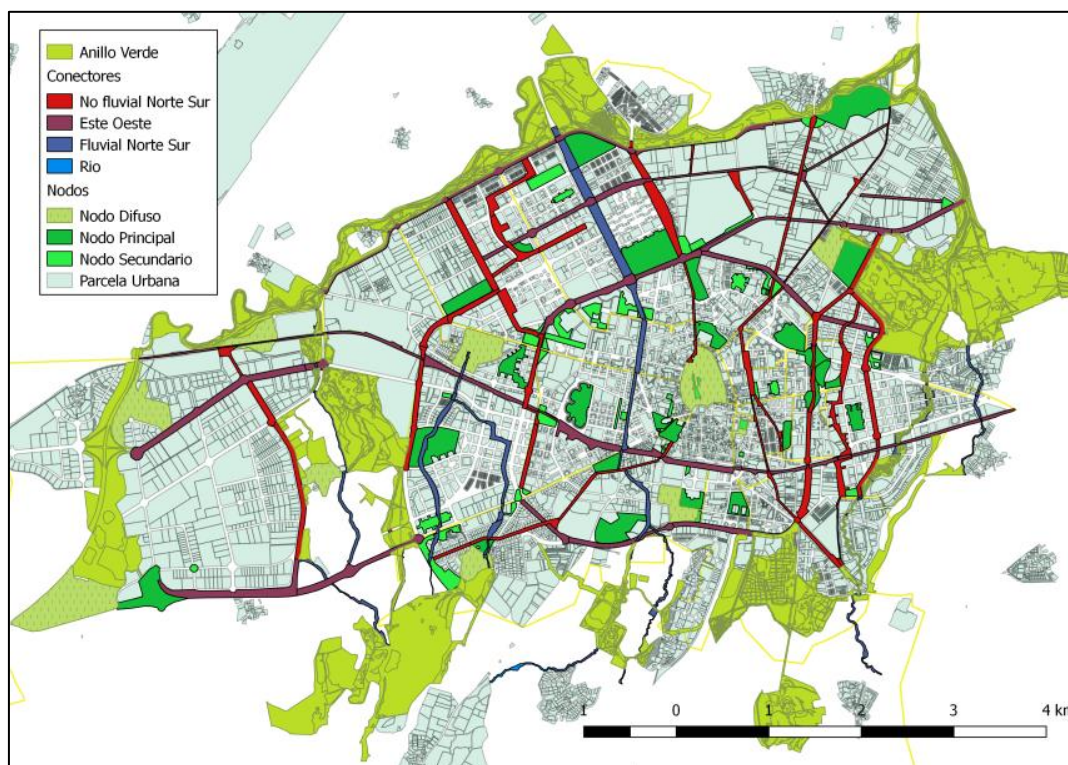 Anillo Verde
Conectores
No fluvial Norte Sur
Este Oeste
Fluvial Norte Sur
Rio
Nodos
Nodo Difuso
Nodo Principal
Nodo Secundario
Parcela Urbana
1 0 1 2 3 4 km